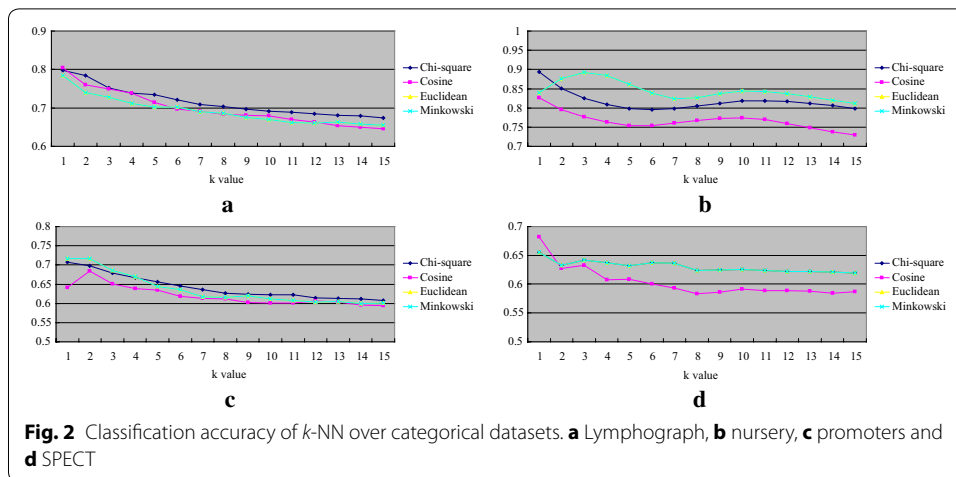 0.9
0.8
0.7
0.6
1 2 3 4 5 6 7 8 9 10 11 12 13 14 15
k value
Chi-square
Cosine
Euclidean
Minkowski
a
1
0.95
0.9
0.85
0.8
0.75
0.7
1 2 3 4 5 6 7 8 9 10 11 12 13 14 15
k value
Chi-square
Cosine
Euclidean
Minkowski
b
0.8
0.75
0.7
0.65
0.6
0.55
0.5
1 2 3 4 5 6 7 8 9 10 11 12 13 14 15
k value
Chi-square
Cosine
Euclidean
Minkowski
c
0.7
0.65
0.6
0.55
0.5
1 2 3 4 5 6 7 8 9 10 11 12 13 14 15
k value
Chi-square
Cosine
Euclidean
Minkowski
d
Fig. 2 Classification accuracy of k-NN over categorical datasets. a Lymphograph, b nursery, c promoters and
d SPECT